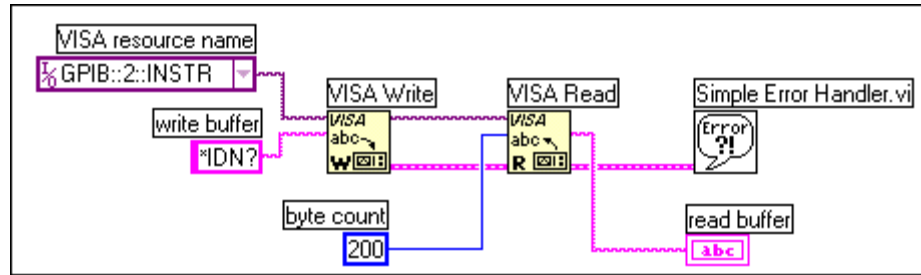 VISA resource name
I/O GPIB::2::INSTR
VISA Write
VISA Read
Simple Error Handler.vi
write buffer
VISA
abc
W
VISA
abc
R
Error
?!
*IDN?
byte count
200
read buffer
abc